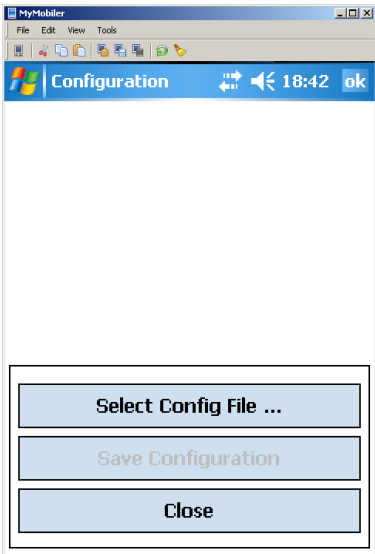 MyMobiler
File Edit View Tools
Configuration 18:42 ok
Select Config File ...
Save Configuration
Close